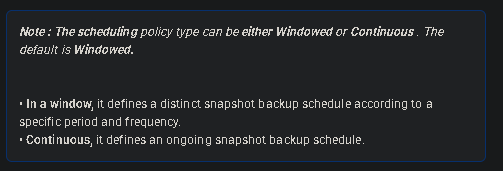 Note : The scheduling policy type can be either Windowed or Continuous . The
default is Windowed.
• In a window, it defines a distinct snapshot backup schedule according to a
specific period and frequency.
• Continuous, it defines an ongoing snapshot backup schedule.